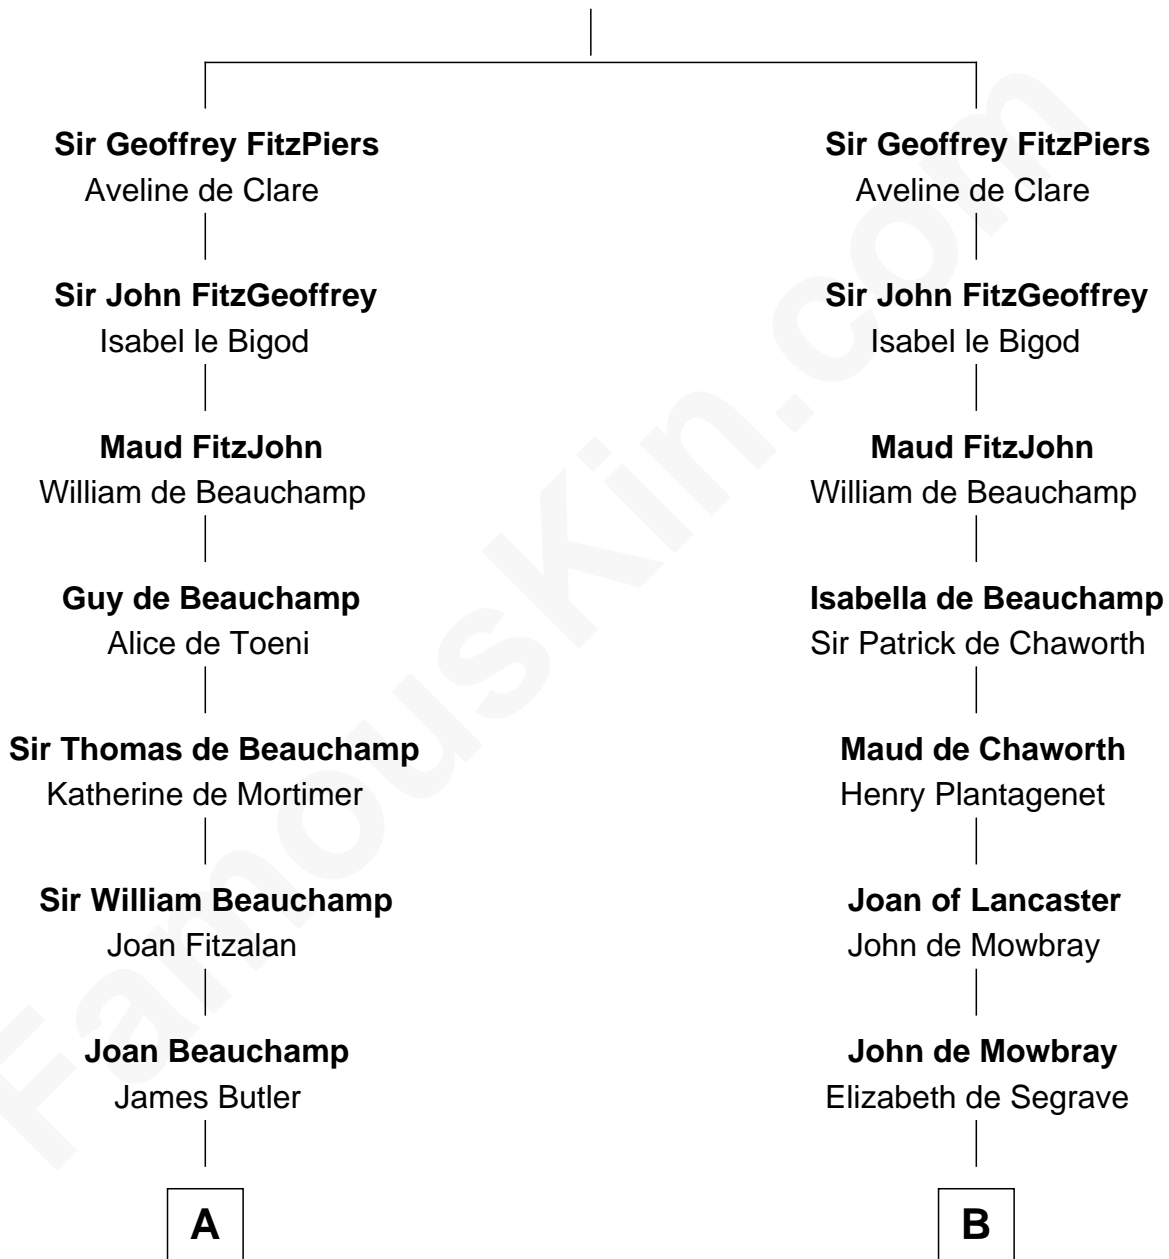 Sir Geoffrey FitzPiers
Aveline de Clare
Sir John FitzGeoffrey
Isabel le Bigod
Maud FitzJohn
William de Beauchamp
Guy de Beauchamp
Alice de Toeni
Sir Thomas de Beauchamp
Katherine de Mortimer
Sir William Beauchamp
Joan Fitzalan
Joan Beauchamp
James Butler
A
Sir Geoffrey FitzPiers
Aveline de Clare
Sir John FitzGeoffrey
Isabel le Bigod
Maud FitzJohn
William de Beauchamp
Isabella de Beauchamp
Sir Patrick de Chaworth
Maud de Chaworth
Henry Plantagenet
Joan of Lancaster
John de Mowbray
John de Mowbray
Elizabeth de Segrave
B
FamousKin.com